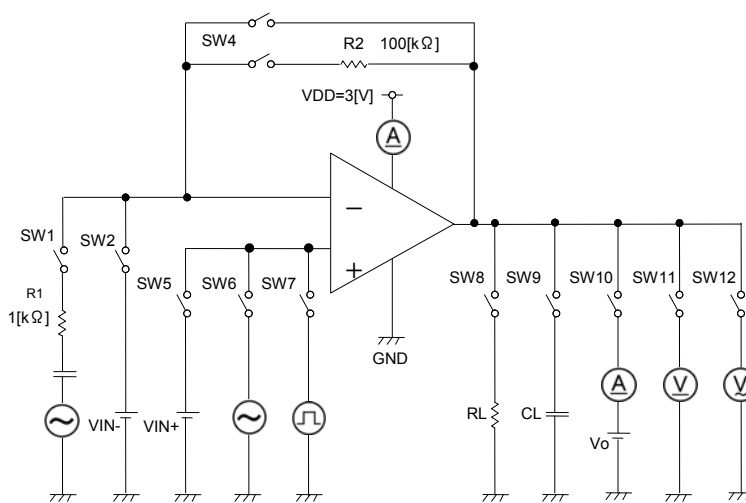 SW4
R2 100[kΩ]
VDD=3[V]
A
SW1
SW2
SW5
SW6
SW7
SW8
SW9
SW10
SW11
SW12
−
+
R1
1[kΩ]
GND
A
V
V
VIN-
VIN+
RL
CL
Vo